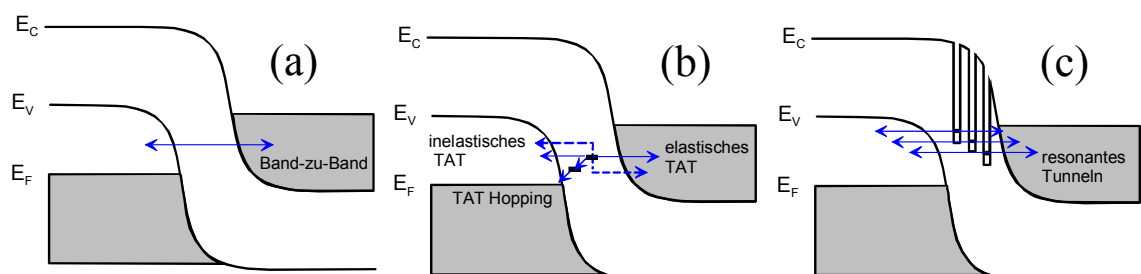 (a)
E_C
E_V
E_F
Band-zu-Band
(b)
E_C
E_V
E_F
inelastisches
TAT
elastisches
TAT
TAT Hopping
(c)
E_C
E_V
E_F
resonantes
Tunneln